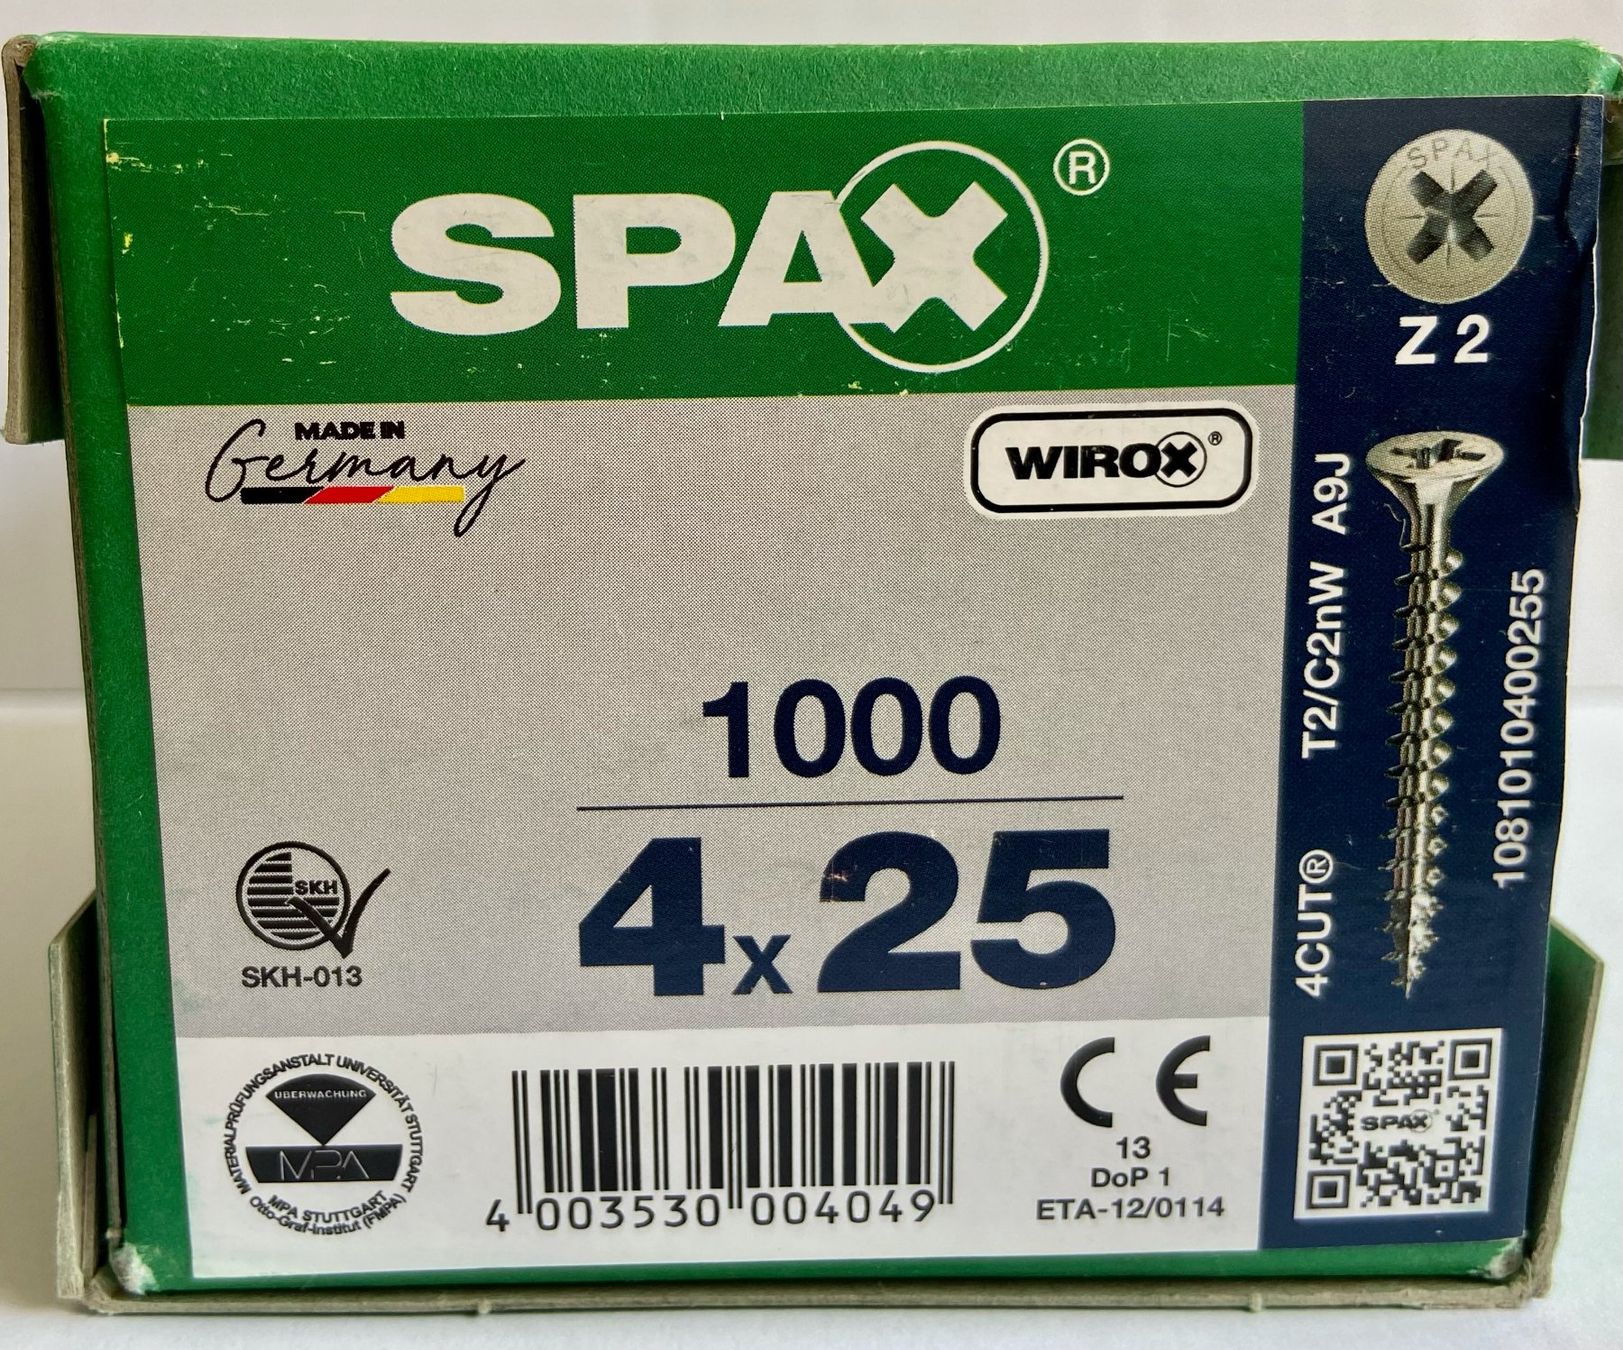 SPAX®
SPAX
Z 2
MADE IN
Germany
WIROX®
1000
4x25
SKH
SKH-013
4CUT® T2/C2nW A9J
1081010400255
MATERIALPRÜFUNGSANSTALT UNIVERSITÄT STUTTGART
ÜBERWACHUNG
MPA
MPA STUTTGART
Otto-Graf-Institut (FMPA)
4 003530 004049
CE
13
DoP 1
ETA-12/0114
SPAX®